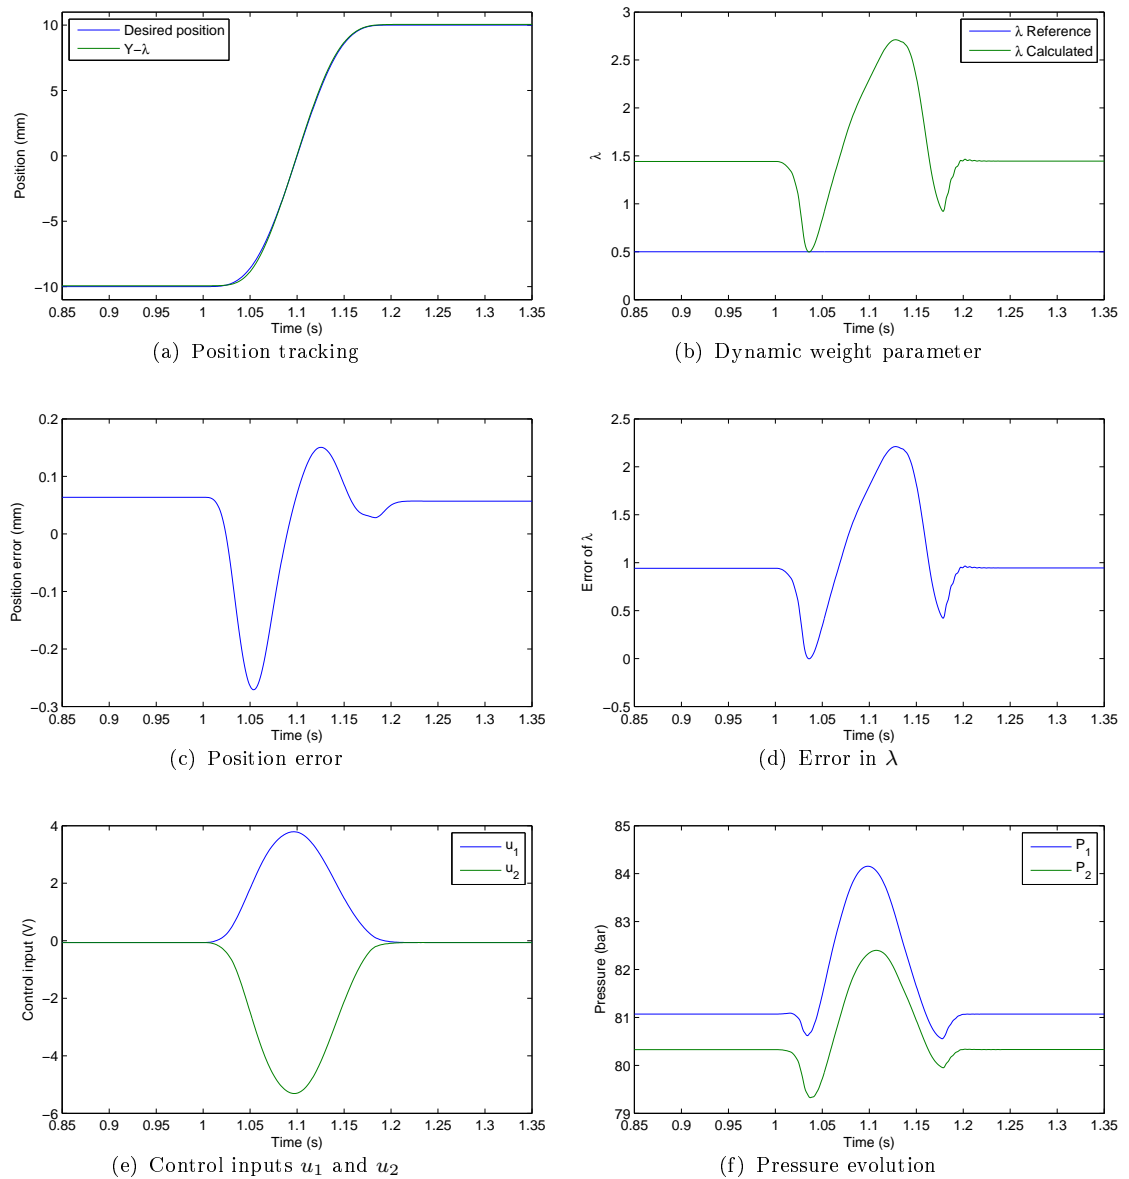 10
5
0
−5
−10
Position (mm)
Desired position
Y−λ
0.85 0.9 0.95 1 1.05 1.1 1.15 1.2 1.25 1.3 1.35
Time (s)
(a) Position tracking
3
2.5
2
1.5
1
0.5
0
λ
λ Reference
λ Calculated
0.85 0.9 0.95 1 1.05 1.1 1.15 1.2 1.25 1.3 1.35
Time (s)
(b) Dynamic weight parameter
0.2
0.1
0
−0.1
−0.2
−0.3
Position error (mm)
0.85 0.9 0.95 1 1.05 1.1 1.15 1.2 1.25 1.3 1.35
Time (s)
(c) Position error
2.5
2
1.5
1
0.5
0
−0.5
Error of λ
0.85 0.9 0.95 1 1.05 1.1 1.15 1.2 1.25 1.3 1.35
Time (s)
(d) Error in λ
4
2
0
−2
−4
−6
Control input (V)
u1
u2
0.85 0.9 0.95 1 1.05 1.1 1.15 1.2 1.25 1.3 1.35
Time (s)
(e) Control inputs u1 and u2
85
84
83
82
81
80
79
Pressure (bar)
P1
P2
0.85 0.9 0.95 1 1.05 1.1 1.15 1.2 1.25 1.3 1.35
Time (s)
(f) Pressure evolution